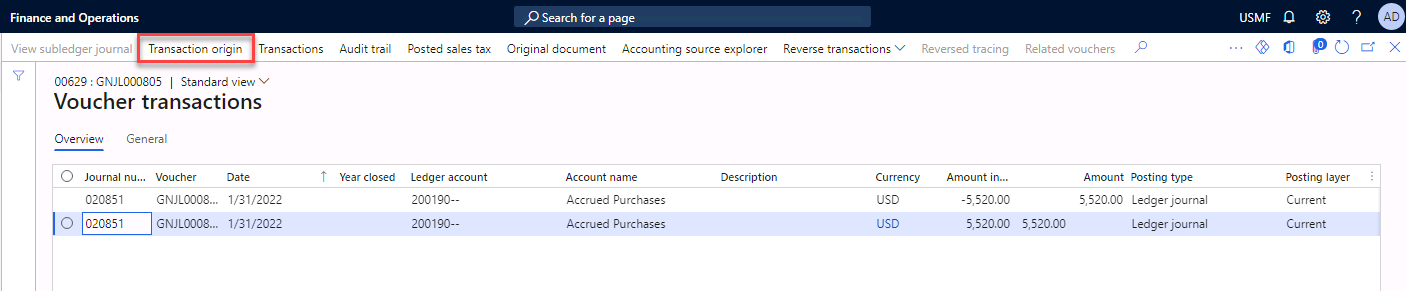 Finance and Operations
Search for a page
USMF
? AD
View subledger journal Transaction origin Transactions Audit trail Posted sales tax Original document Accounting source explorer Reverse transactions Reversed tracing Related vouchers ... 0
00629 : GNJL000805 | Standard view
Voucher transactions
Overview General
Journal nu... Voucher Date Year closed Ledger account Account name Description Currency Amount in... Amount Posting type Posting layer
020851 GNJL0008... 1/31/2022 200190-- Accrued Purchases USD -5,520.00 5,520.00 Ledger journal Current
020851 GNJL0008... 1/31/2022 200190-- Accrued Purchases USD 5,520.00 5,520.00 Ledger journal Current